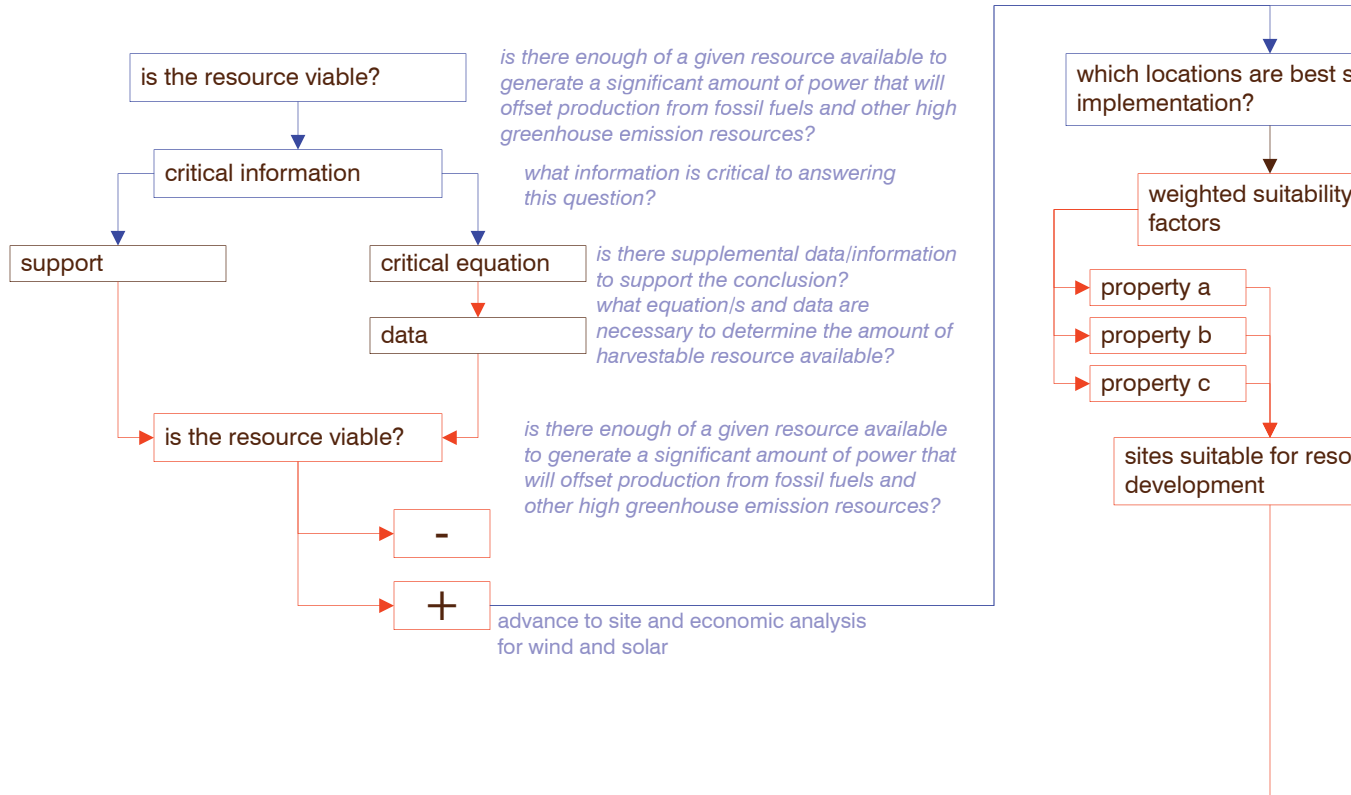 is the resource viable?
is there enough of a given resource available to
generate a significant amount of power that will
offset production from fossil fuels and other high
greenhouse emission resources?
critical information
what information is critical to answering
this question?
support
critical equation
is there supplemental data/information
to support the conclusion?
what equation/s and data are
necessary to determine the amount of
harvestable resource available?
data
is the resource viable?
is there enough of a given resource available
to generate a significant amount of power that
will offset production from fossil fuels and
other high greenhouse emission resources?
-
+
advance to site and economic analysis
for wind and solar
which locations are best s
implementation?
weighted suitability
factors
property a
property b
property c
sites suitable for reso
development